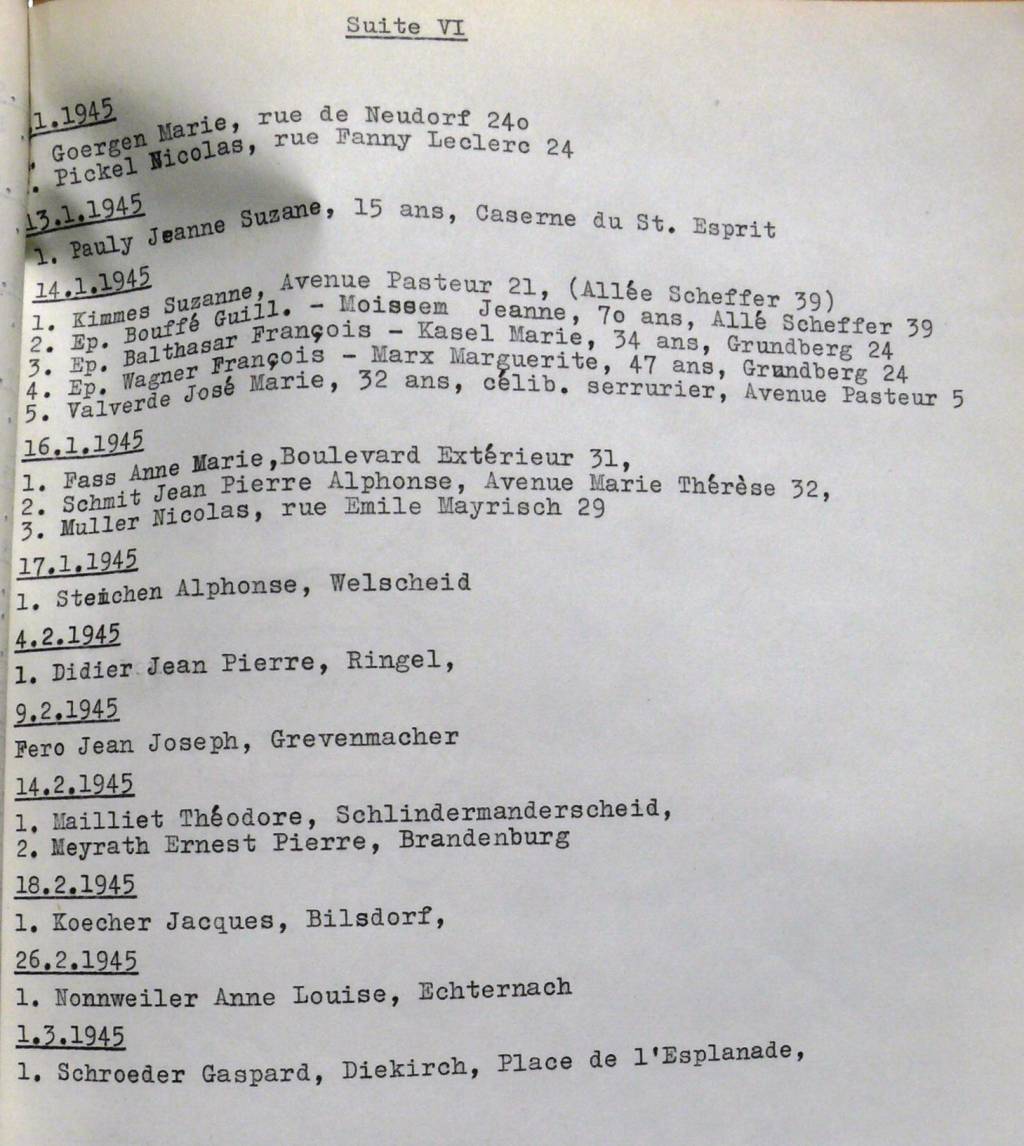 Suite VI
1.1945
. Goergen Marie, rue de Neudorf 24o
. Pickel Nicolas, rue Fanny Leclerc 24
13.1.1945
1. Pauly Jeanne Suzane, 15 ans, Caserne du St. Esprit
14.1.1945
1. Kimmes Suzanne, Avenue Pasteur 21, (Allée Scheffer 39)
2. Ep. Bouffé Guill. - Moissem Jeanne, 7o ans, Allé Scheffer 39
3. Ep. Balthasar François - Kasel Marie, 34 ans, Grundberg 24
4. Ep. Wagner François - Marx Marguerite, 47 ans, Grundberg 24
5. Valverde José Marie, 32 ans, célib. serrurier, Avenue Pasteur 5
16.1.1945
1. Fass Anne Marie,Boulevard Extérieur 31,
2. Schmit Jean Pierre Alphonse, Avenue Marie Thérèse 32,
3. Muller Nicolas, rue Emile Mayrisch 29
17.1.1945
1. Steichen Alphonse, Welscheid
4.2.1945
1. Didier Jean Pierre, Ringel,
9.2.1945
Fero Jean Joseph, Grevenmacher
14.2.1945
1. Mailliet Théodore, Schlindermanderscheid,
2. Meyrath Ernest Pierre, Brandenburg
18.2.1945
1. Koecher Jacques, Bilsdorf,
26.2.1945
1. Nonnweiler Anne Louise, Echternach
1.3.1945
1. Schroeder Gaspard, Diekirch, Place de l'Esplanade,